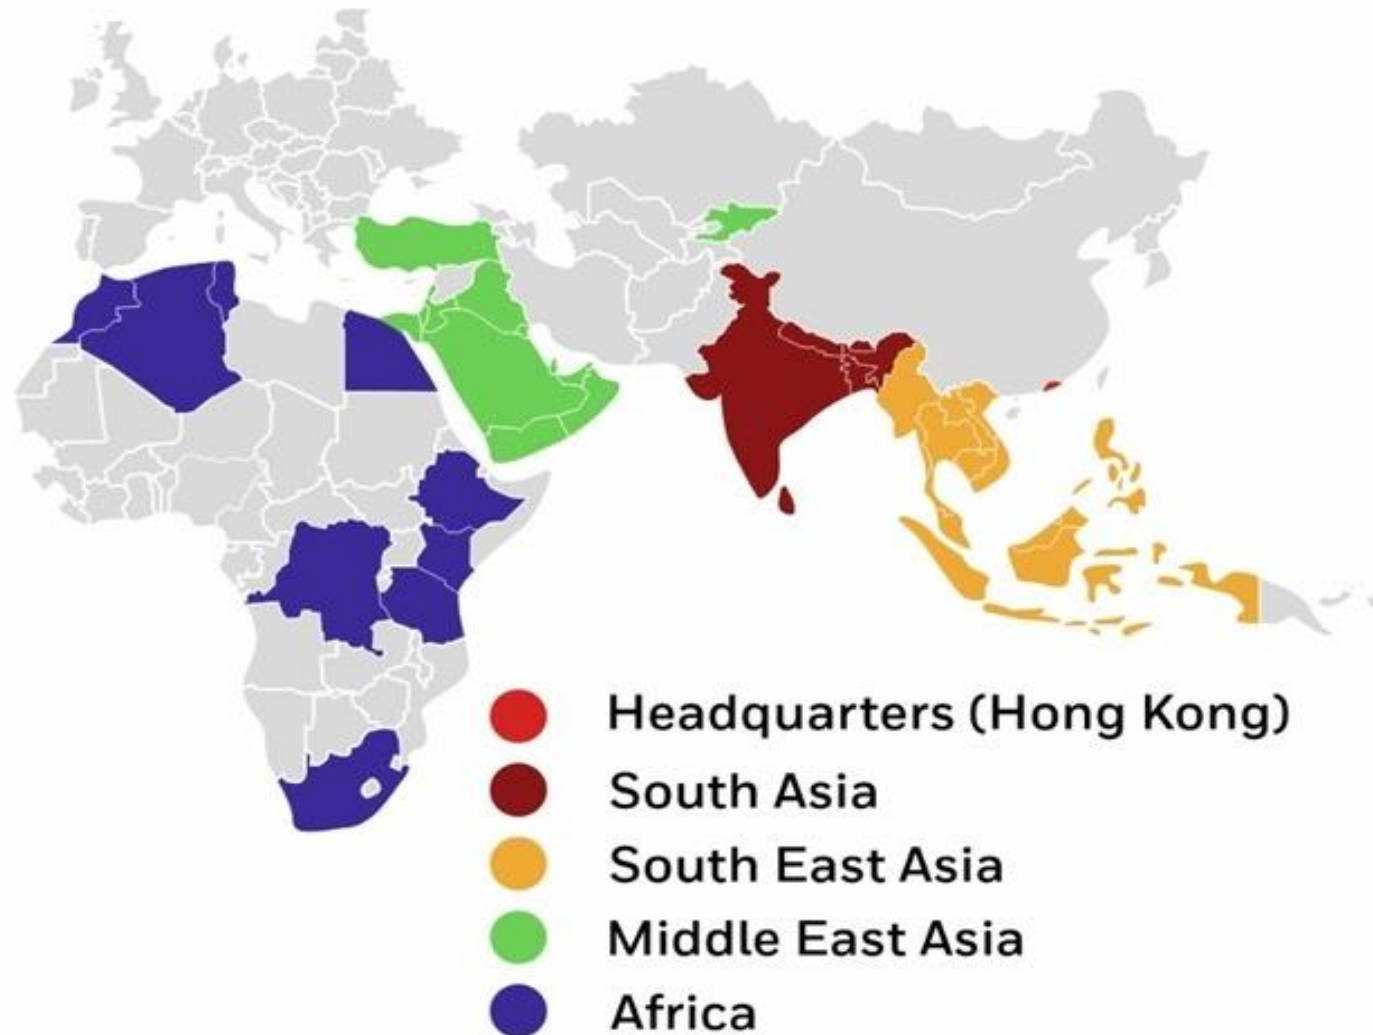 Headquarters (Hong Kong)
South Asia
South East Asia
Middle East Asia
Africa